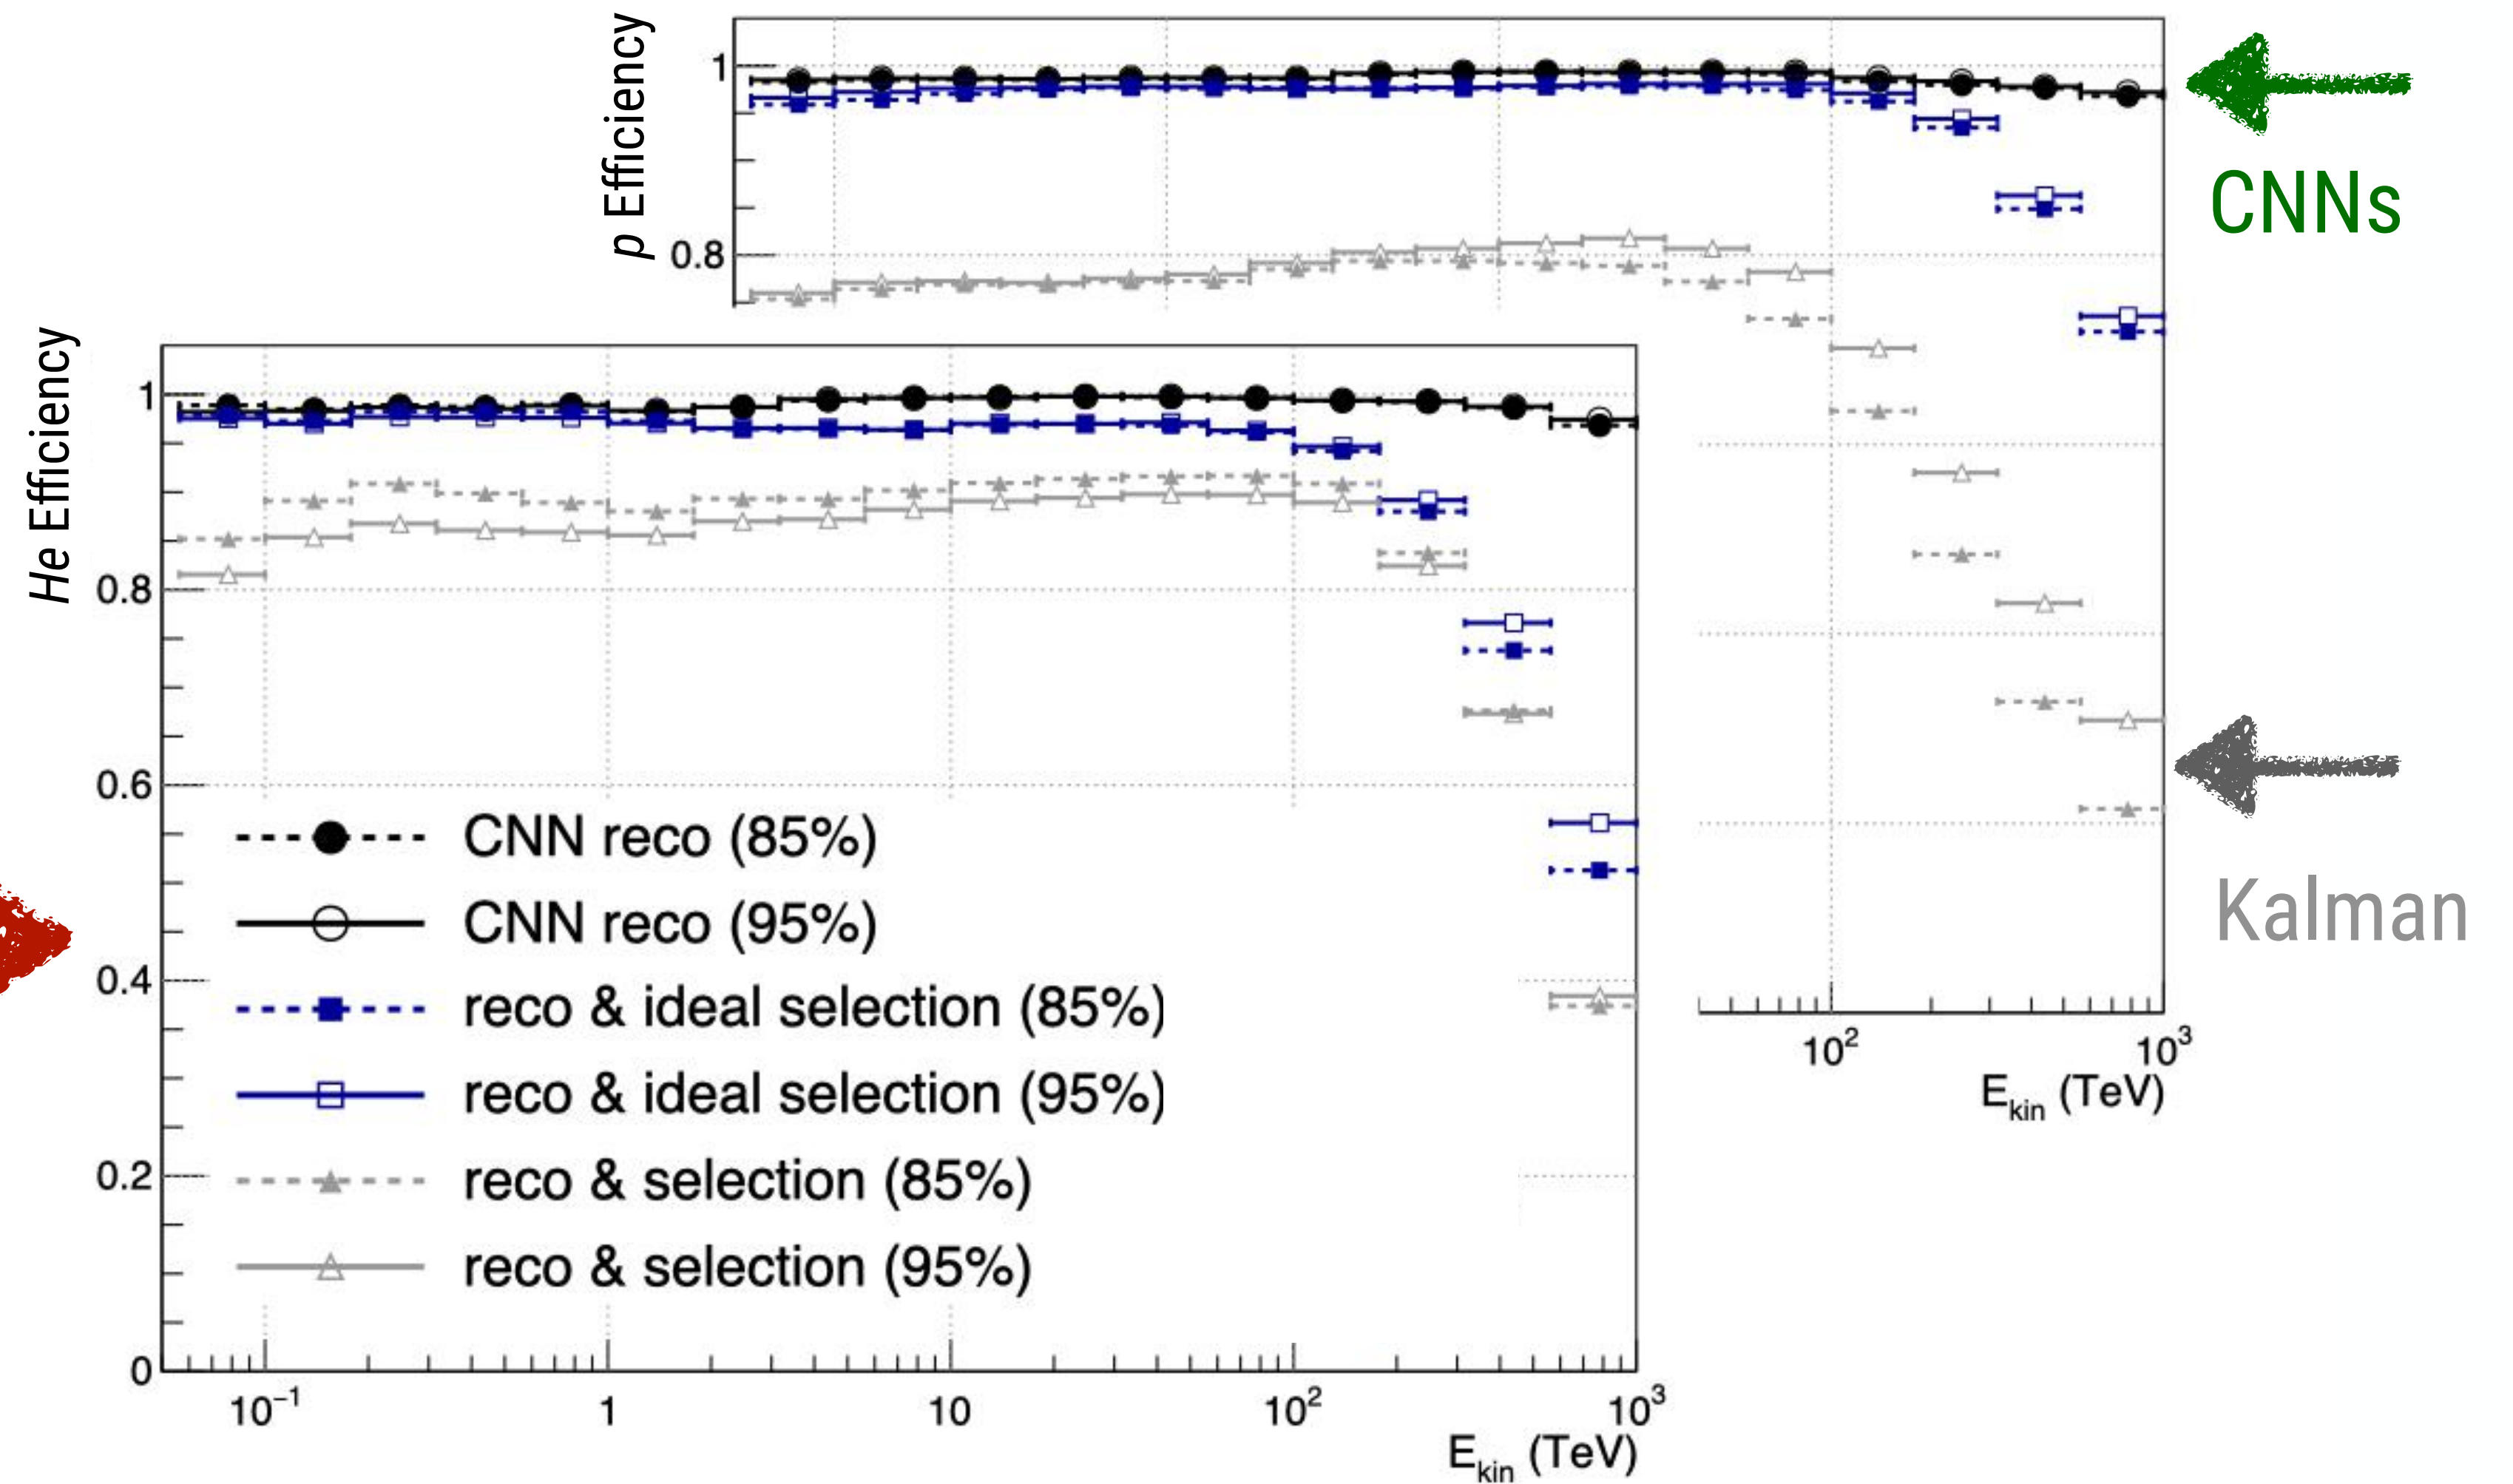 p Efficiency
1
0.8
CNNs
He Efficiency
1
0.8
0.6
0.4
0.2
0
CNN reco (85%)
CNN reco (95%)
reco & ideal selection (85%)
reco & ideal selection (95%)
reco & selection (85%)
reco & selection (95%)
Kalman
10² 10³
E_kin (TeV)
10⁻¹ 1 10 10² 10³
E_kin (TeV)